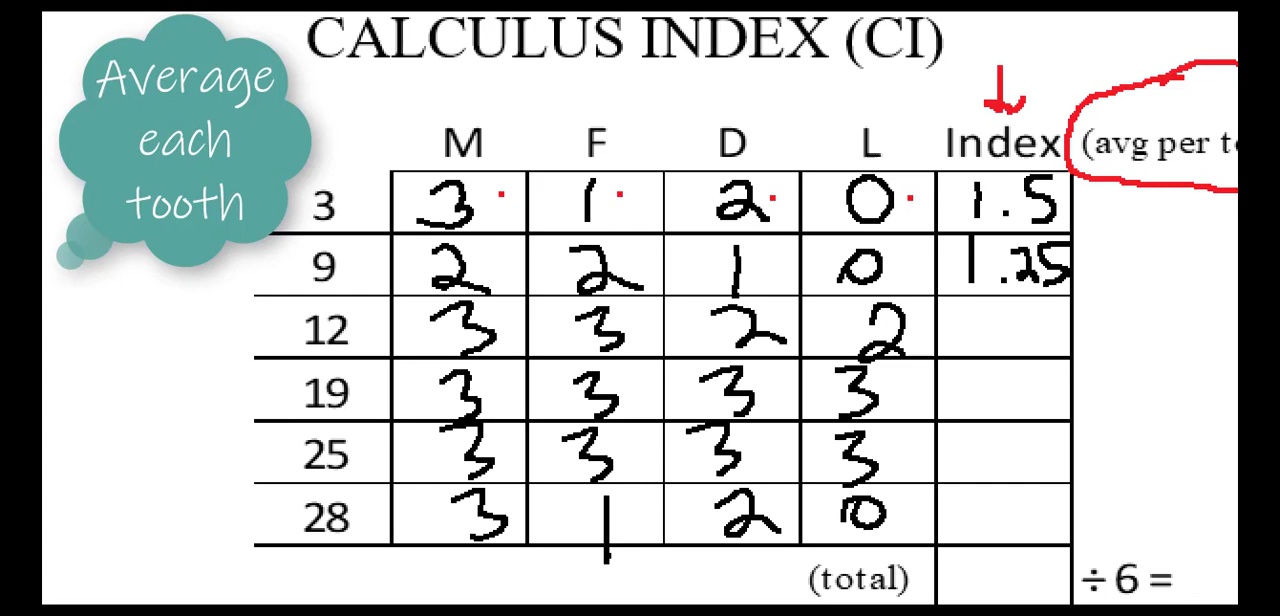 CALCULUS INDEX (CI)
Average
each
tooth
M F D L Index (avg per
3 3 1 2 0 1.5
9 2 2 1 0 1.25
12 3 3 2 2
19 3 3 3 3
25 3 3 3 3
28 3 1 2 0
(total) ÷ 6 =